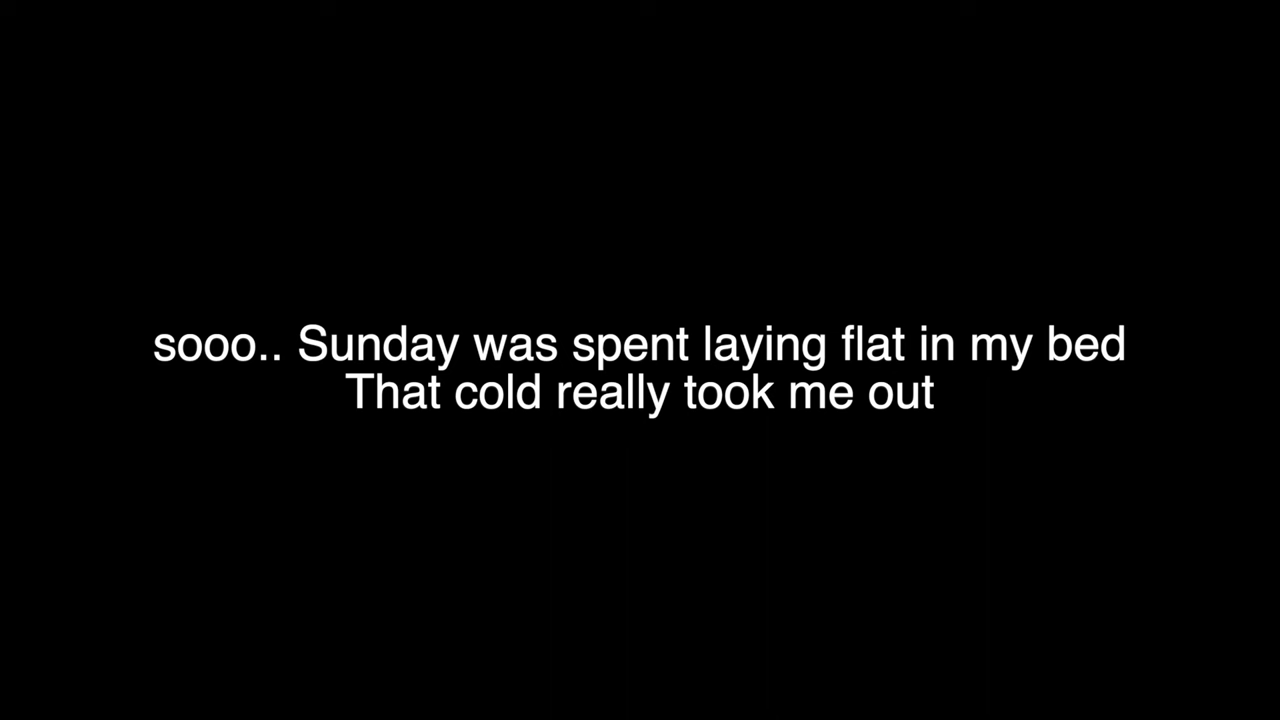 sooo.. Sunday was spent laying flat in my bed
That cold really took me out